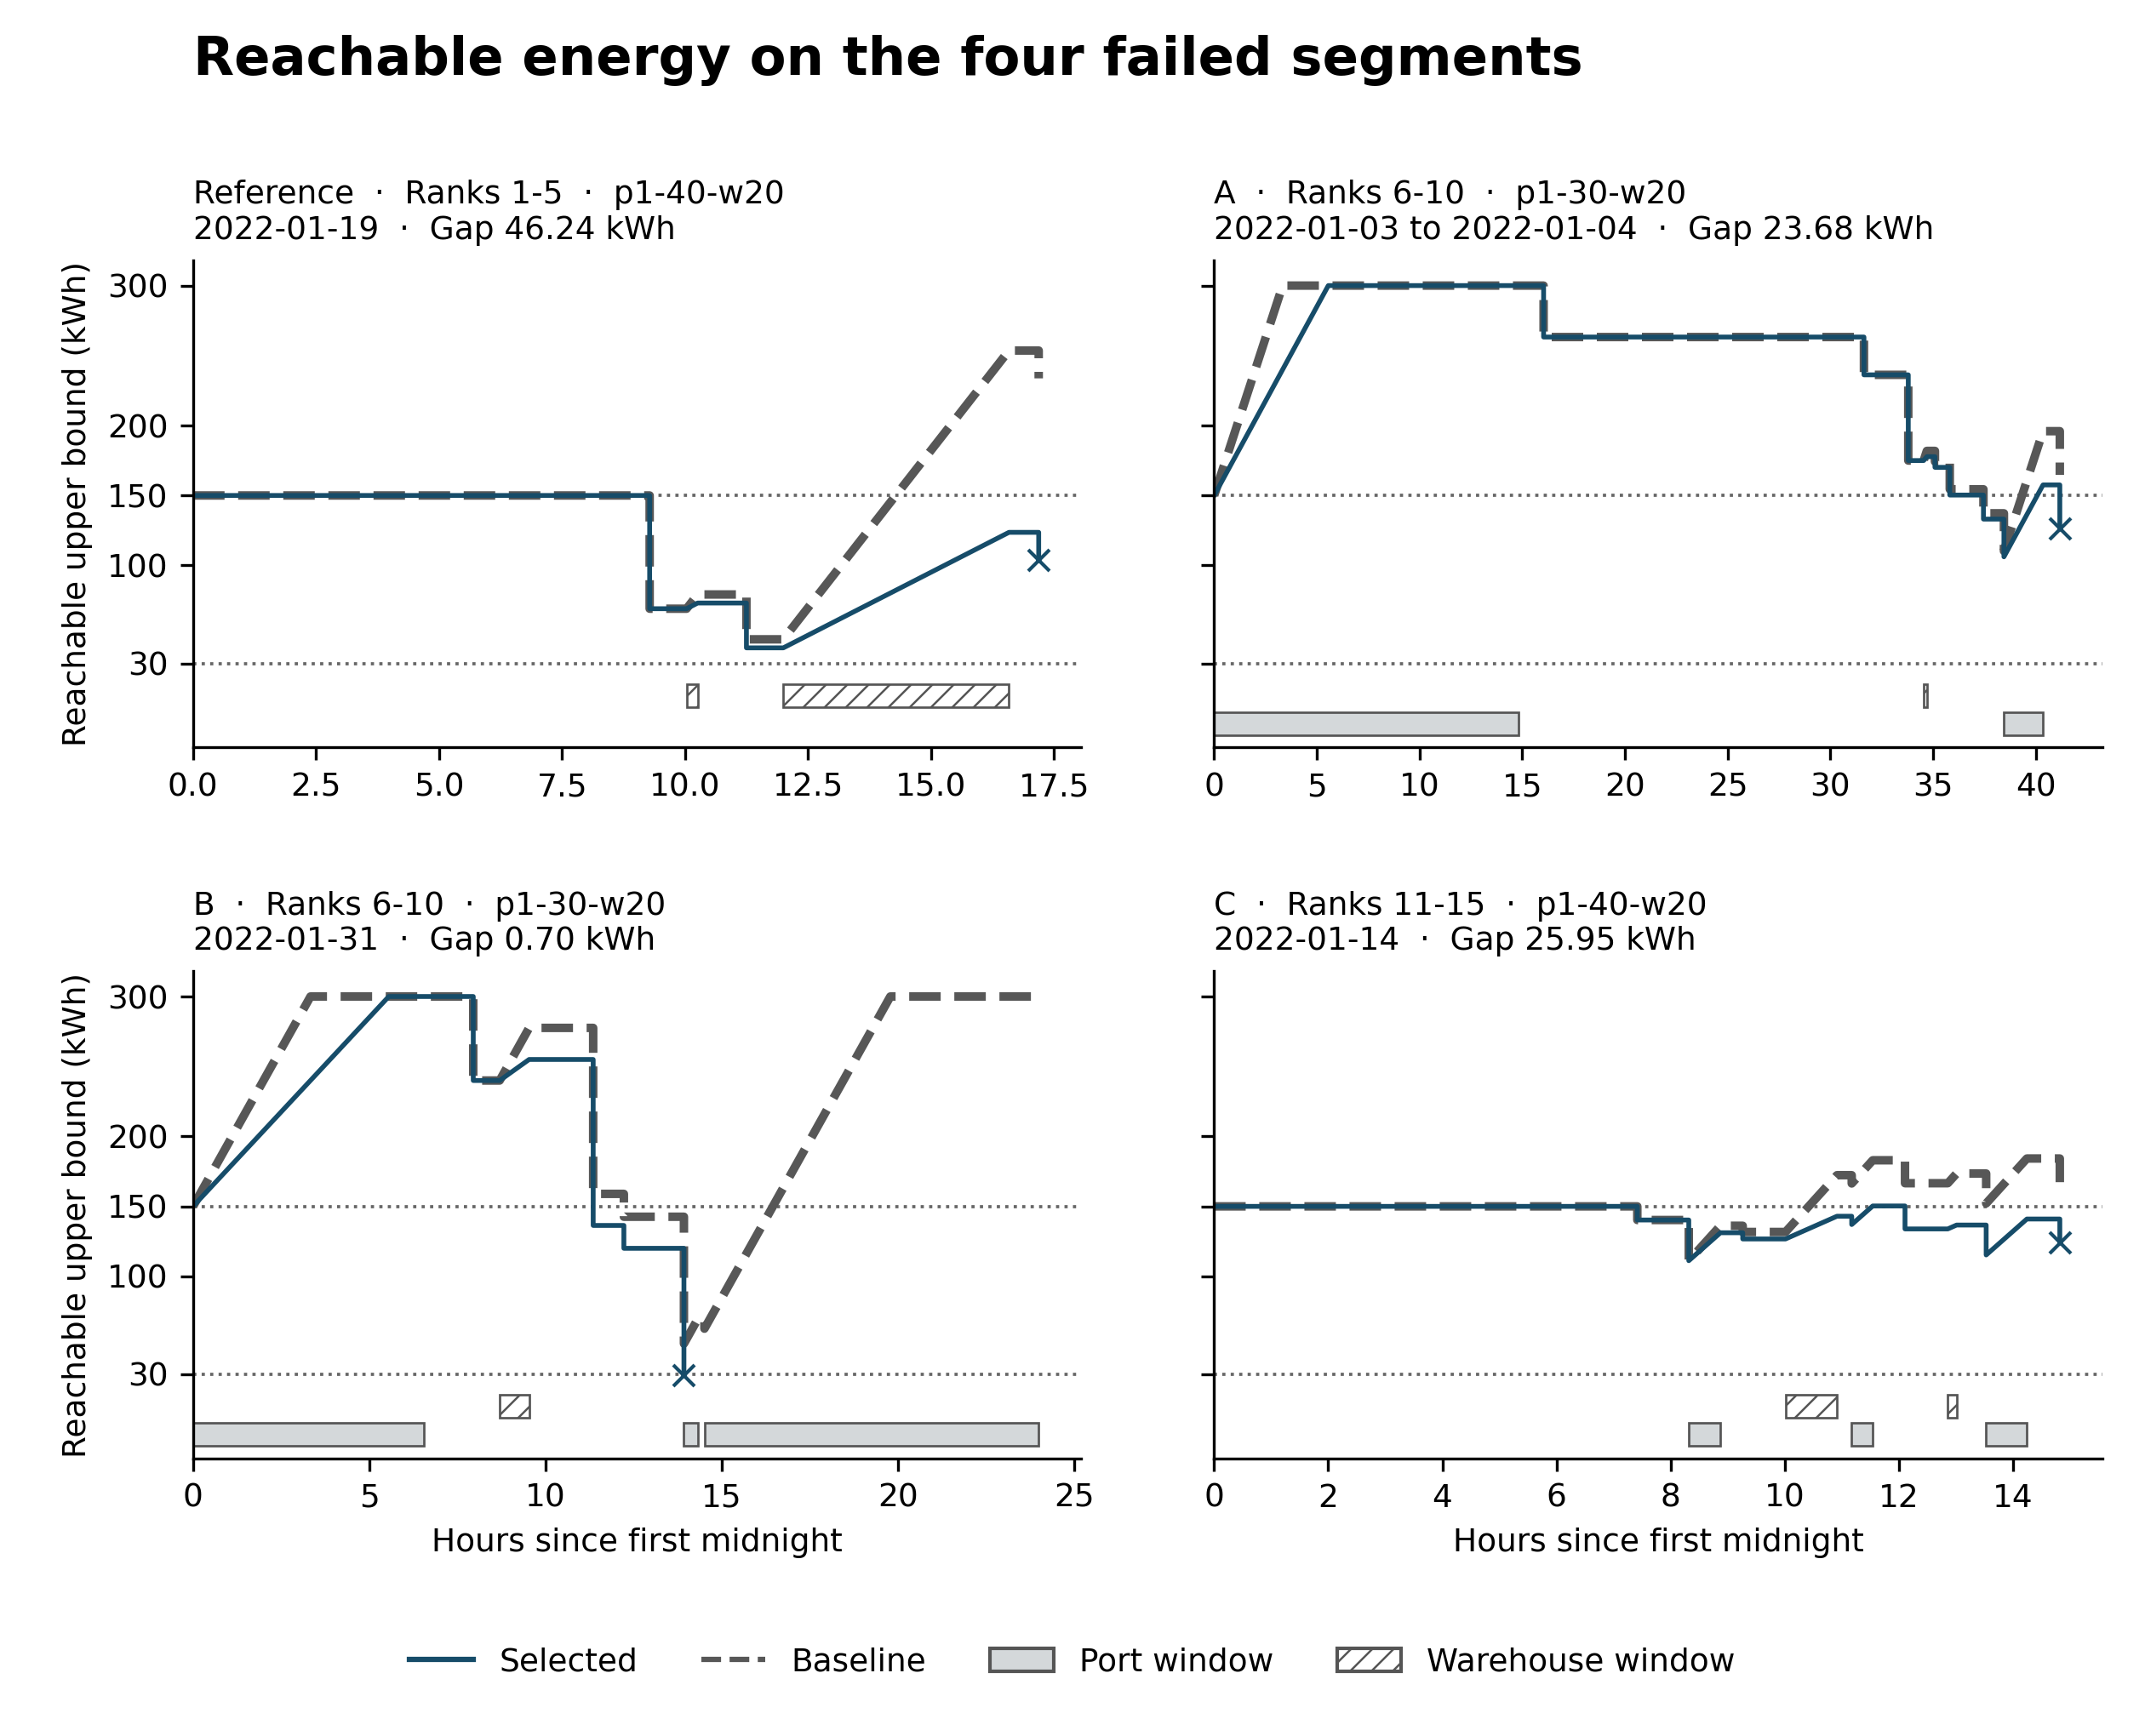 Reachable energy on the four failed segments
Reference · Ranks 1-5 · p1-40-w20
2022-01-19 · Gap 46.24 kWh
Reachable upper bound (kWh)
300
200
150
100
30
0.0 2.5 5.0 7.5 10.0 12.5 15.0 17.5
A · Ranks 6-10 · p1-30-w20
2022-01-03 to 2022-01-04 · Gap 23.68 kWh
0 5 10 15 20 25 30 35 40
B · Ranks 6-10 · p1-30-w20
2022-01-31 · Gap 0.70 kWh
Reachable upper bound (kWh)
300
200
150
100
30
0 5 10 15 20 25
Hours since first midnight
C · Ranks 11-15 · p1-40-w20
2022-01-14 · Gap 25.95 kWh
0 2 4 6 8 10 12 14
Hours since first midnight
Selected Baseline Port window Warehouse window